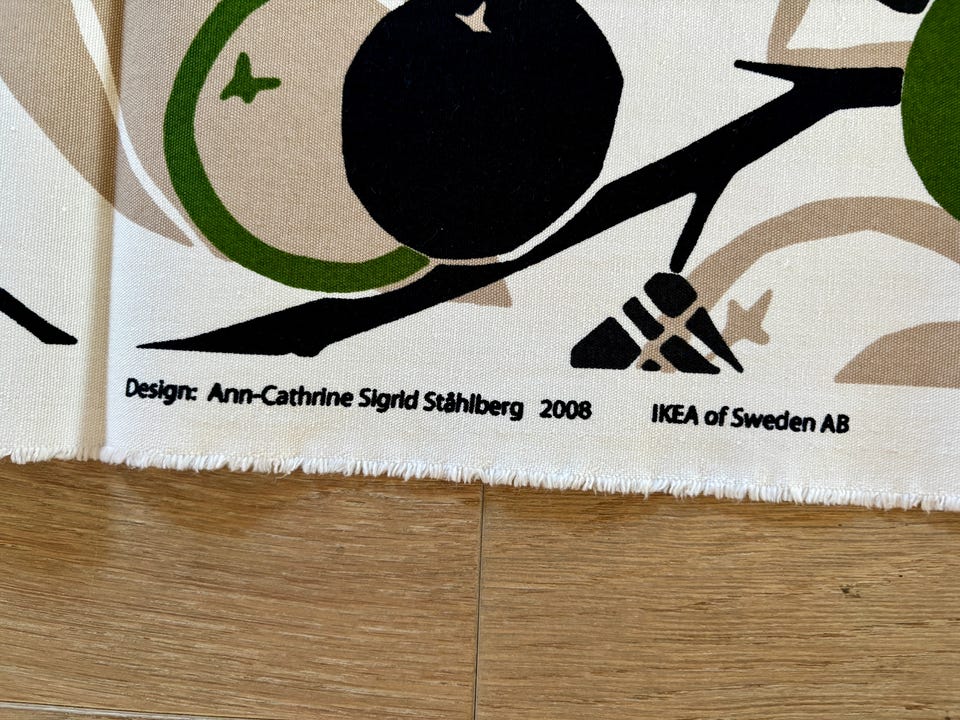 Design: Ann-Cathrine Sigrid Ståhlberg 2008 IKEA of Sweden AB